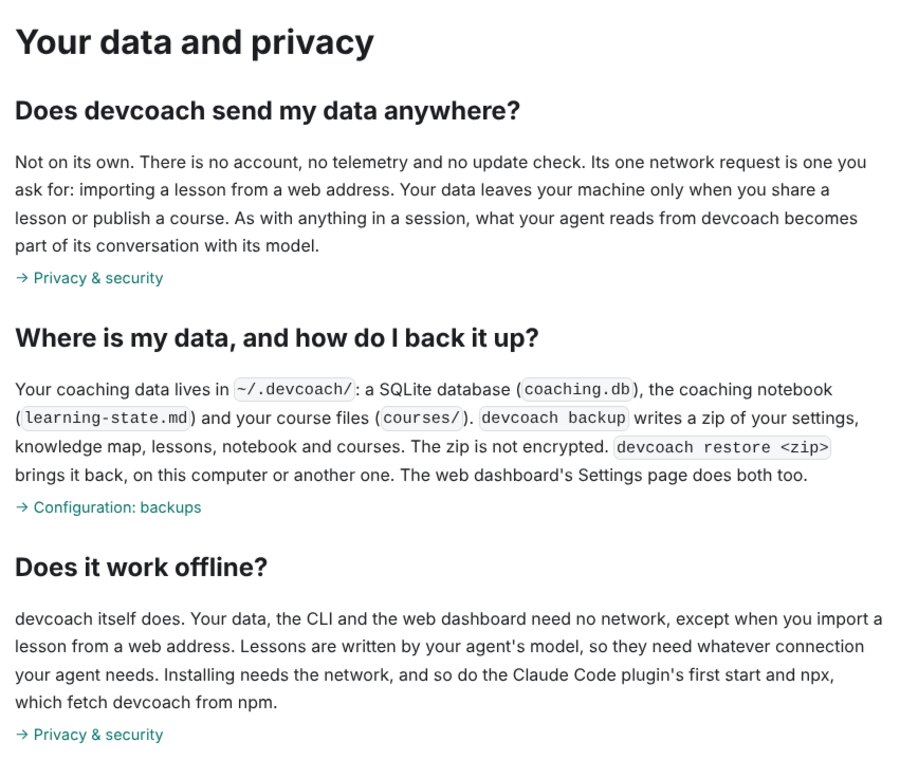 Your data and privacy
Does devcoach send my data anywhere?
Not on its own. There is no account, no telemetry and no update check. Its one network request is one you
ask for: importing a lesson from a web address. Your data leaves your machine only when you share a
lesson or publish a course. As with anything in a session, what your agent reads from devcoach becomes
part of its conversation with its model.
→ Privacy & security
Where is my data, and how do I back it up?
Your coaching data lives in ~/.devcoach/: a SQLite database (coaching.db), the coaching notebook
(learning-state.md) and your course files (courses/). devcoach backup writes a zip of your settings,
knowledge map, lessons, notebook and courses. The zip is not encrypted. devcoach restore <zip>
brings it back, on this computer or another one. The web dashboard's Settings page does both too.
→ Configuration: backups
Does it work offline?
devcoach itself does. Your data, the CLI and the web dashboard need no network, except when you import a
lesson from a web address. Lessons are written by your agent's model, so they need whatever connection
your agent needs. Installing needs the network, and so do the Claude Code plugin's first start and npx,
which fetch devcoach from npm.
→ Privacy & security